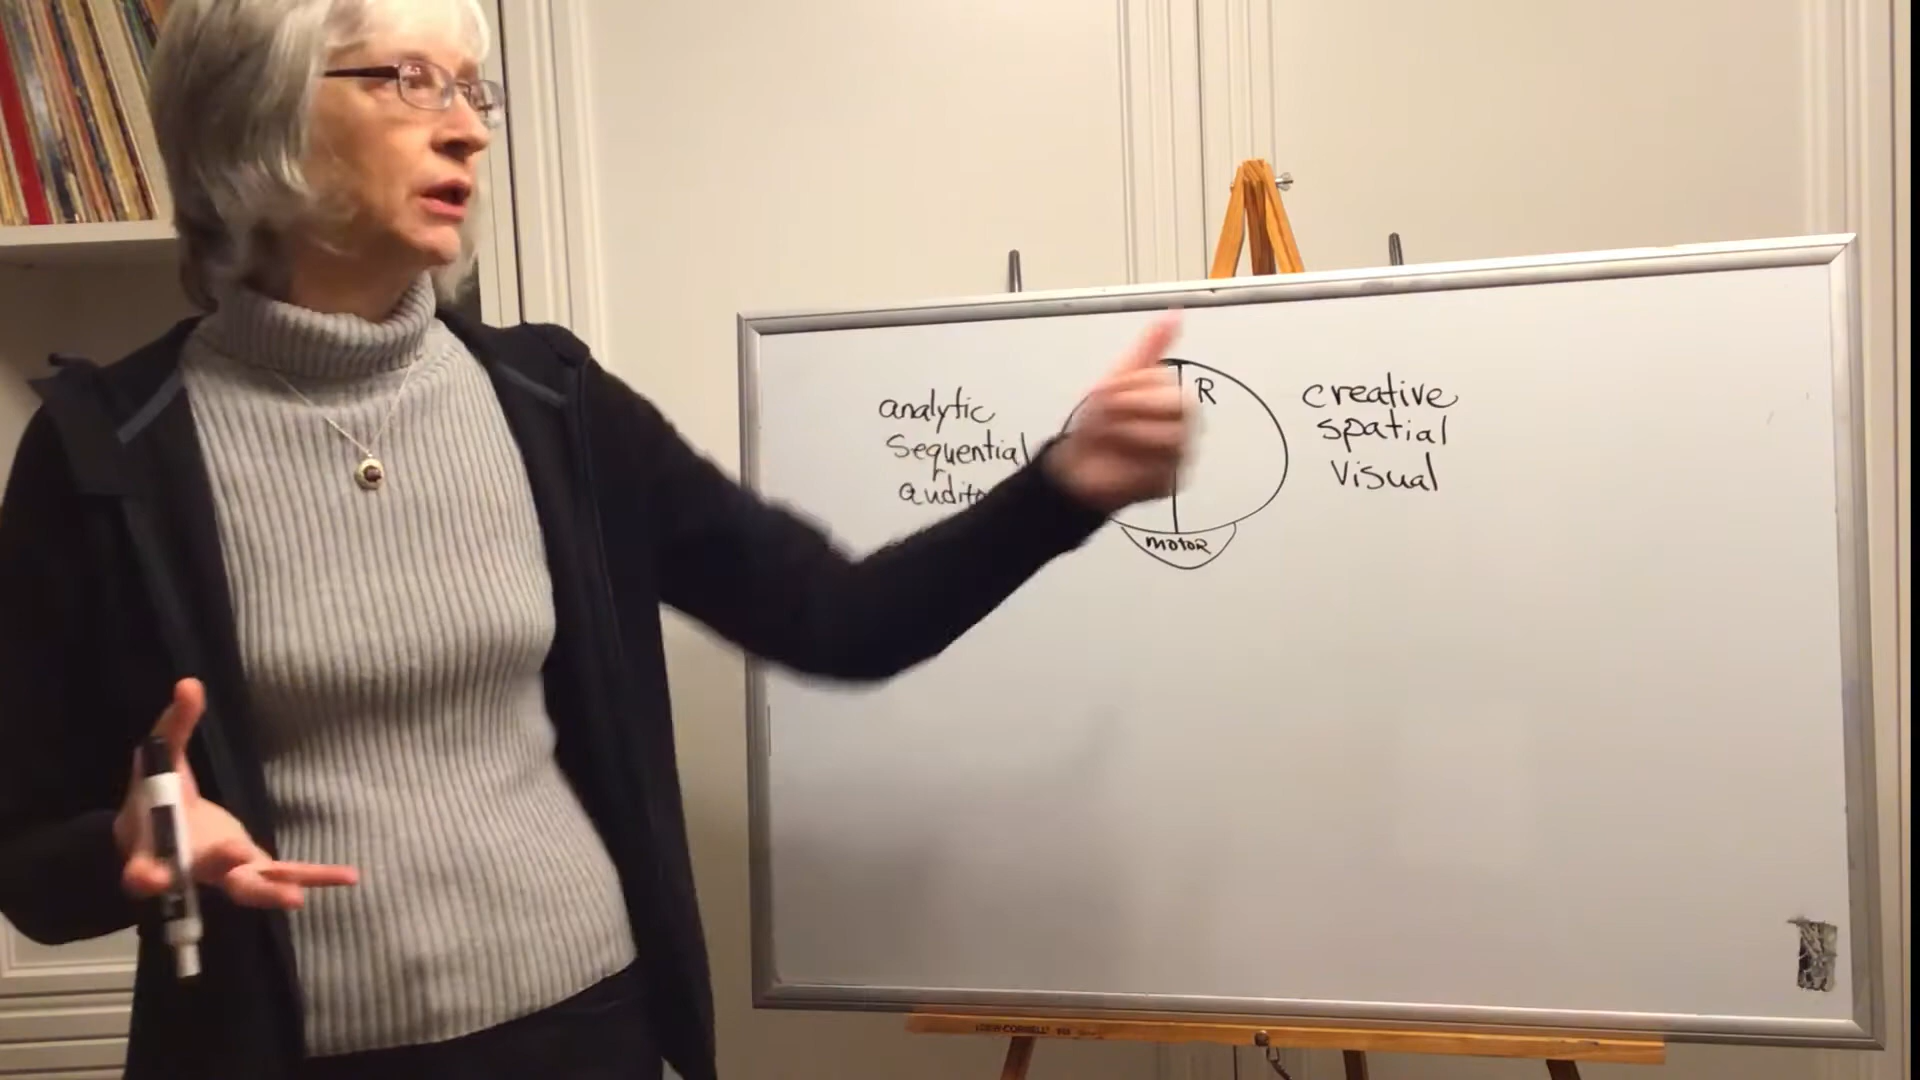 analytic
sequential
R
creative
spatial
visual
motor